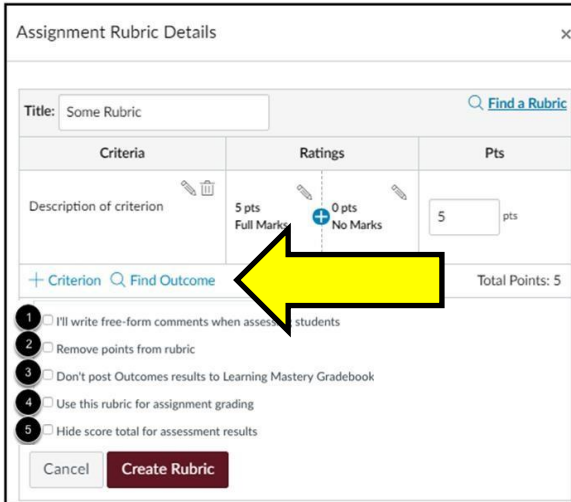 Assignment Rubric Details ×
Title: Some Rubric Find a Rubric
Criteria Ratings Pts
Description of criterion
5 pts 0 pts 5 pts
Full Marks No Marks
+ Criterion Find Outcome Total Points: 5
1 I'll write free-form comments when students
2 Remove points from rubric
3 Don't post Outcomes results to Learning Mastery Gradebook
4 Use this rubric for assignment grading
5 Hide score total for assessment results
Cancel Create Rubric